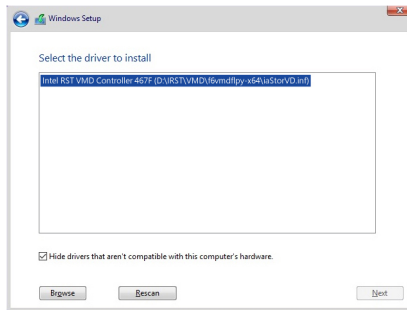 Windows Setup
Select the driver to install
Intel RST VMD Controller 467F (D:\IRST\VMD\f6vmdflpy-x64\iaStorVD.inf)
Hide drivers that aren't compatible with this computer's hardware.
Browse Rescan Next